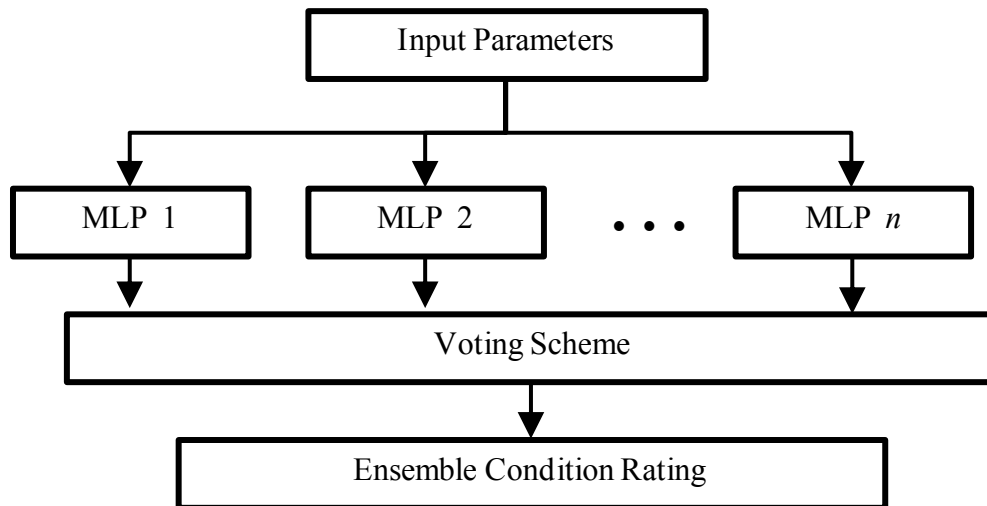 Input Parameters
MLP 1
MLP 2
• • •
MLP n
Voting Scheme
Ensemble Condition Rating